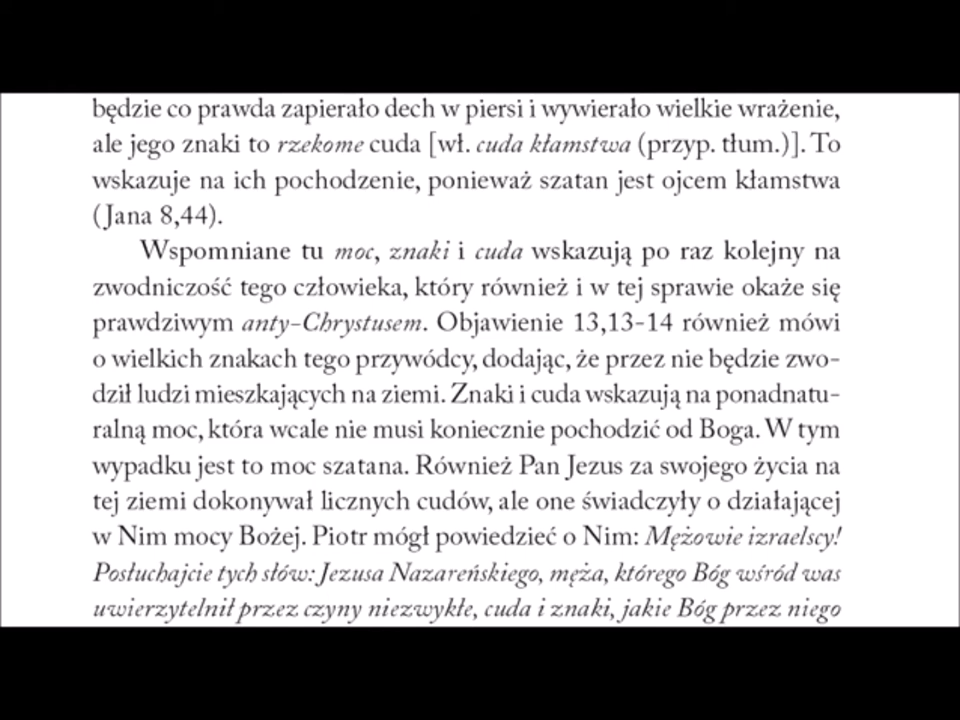 będzie co prawda zapierało dech w piersi i wywierało wielkie wrażenie,
ale jego znaki to rzekome cuda [wł. cuda kłamstwa (przyp. tłum.)]. To
wskazuje na ich pochodzenie, ponieważ szatan jest ojcem kłamstwa
(Jana 8,44).
Wspomniane tu moc, znaki i cuda wskazują po raz kolejny na
zwodniczość tego człowieka, który również i w tej sprawie okaże się
prawdziwym anty-Chrystusem. Objawienie 13,13-14 również mówi
o wielkich znakach tego przywódcy, dodając, że przez nie będzie zwo-
dził ludzi mieszkających na ziemi. Znaki i cuda wskazują na ponadnatu-
ralną moc, która wcale nie musi koniecznie pochodzić od Boga. W tym
wypadku jest to moc szatana. Również Pan Jezus za swojego życia na
tej ziemi dokonywał licznych cudów, ale one świadczyły o działającej
w Nim mocy Bożej. Piotr mógł powiedzieć o Nim: Mężowie izraelscy!
Posłuchajcie tych słów: Jezusa Nazareńskiego, męża, którego Bóg wśród was
uwierzytelnił przez czyny niezwykłe, cuda i znaki, jakie Bóg przez niego